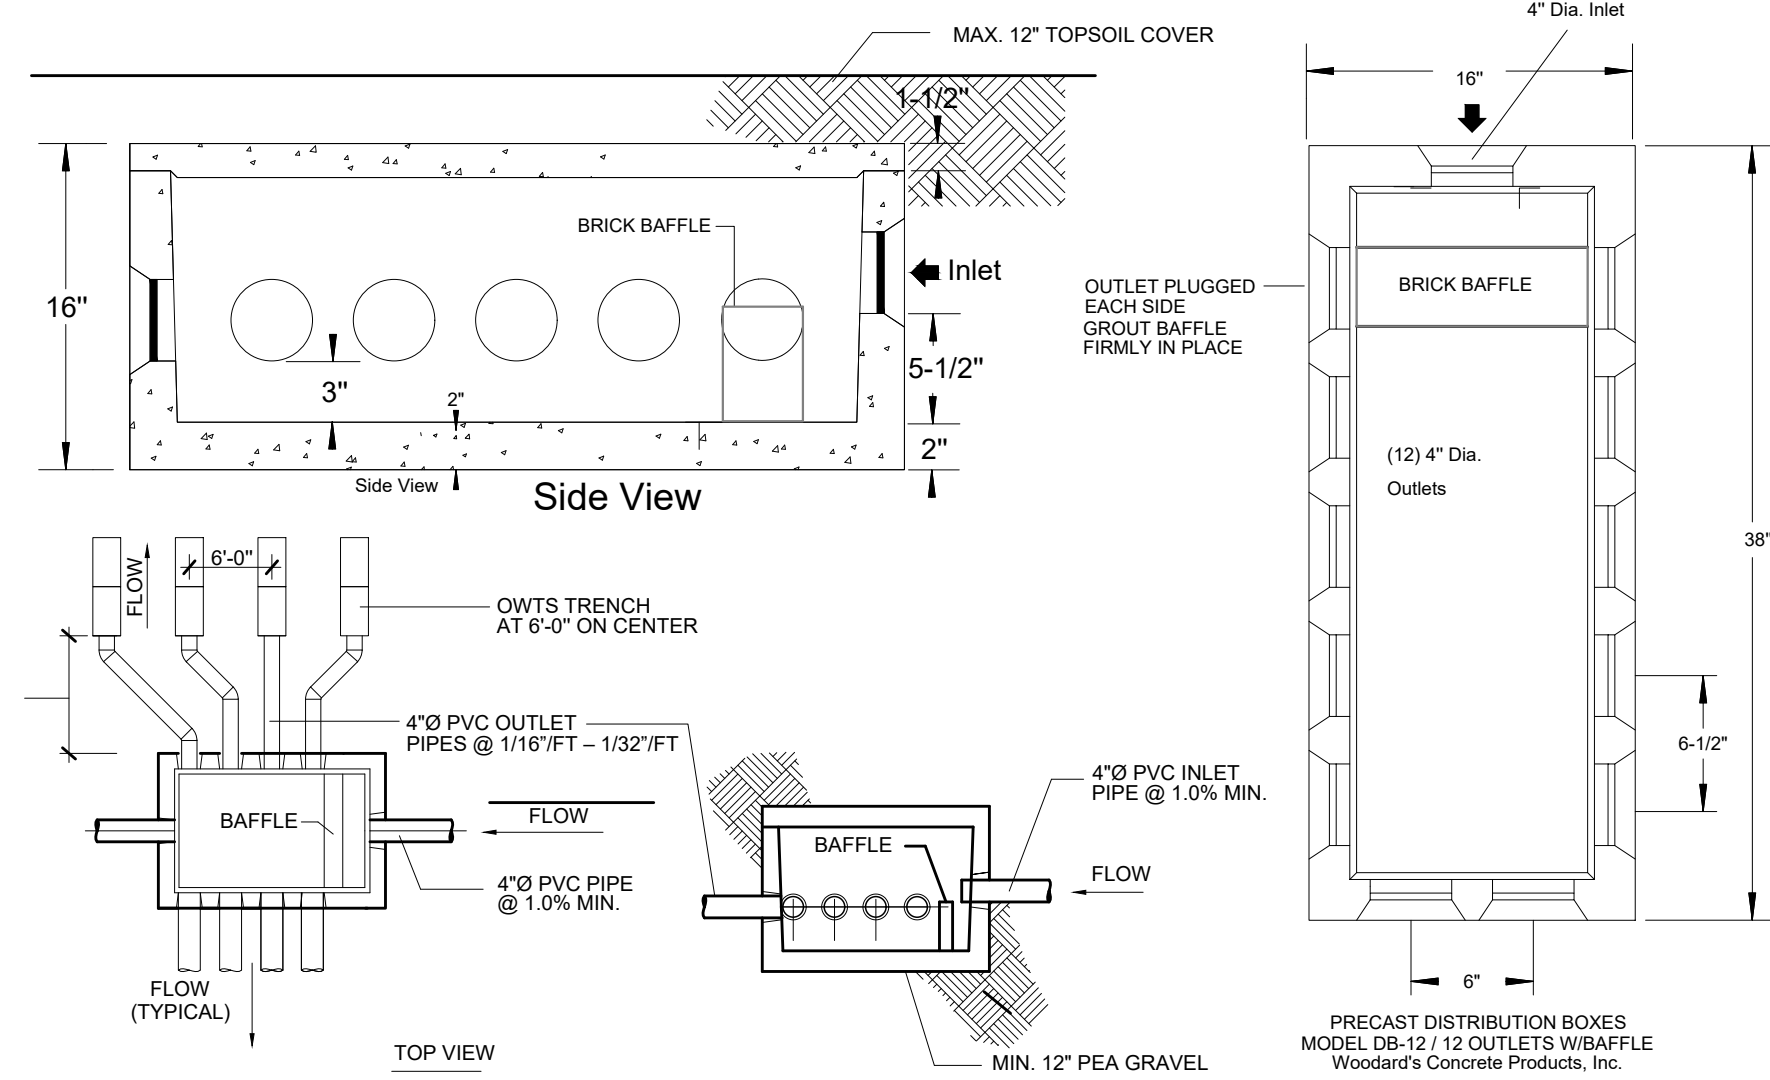 MAX. 12" TOPSOIL COVER
1-1/2"
BRICK BAFFLE
Inlet
16"
3"
2"
5-1/2"
2"
Side View
Side View
4" Dia. Inlet
16"
OUTLET PLUGGED
EACH SIDE
GROUT BAFFLE
FIRMLY IN PLACE
BRICK BAFFLE
(12) 4" Dia.
Outlets
38"
6-1/2"
6"
PRECAST DISTRIBUTION BOXES
MODEL DB-12 / 12 OUTLETS W/BAFFLE
Woodard's Concrete Products, Inc.
FLOW
6'-0"
OWTS TRENCH
AT 6'-0" ON CENTER
4"Ø PVC OUTLET
PIPES @ 1/16"/FT – 1/32"/FT
BAFFLE
FLOW
4"Ø PVC PIPE
@ 1.0% MIN.
FLOW
(TYPICAL)
TOP VIEW
4"Ø PVC INLET
PIPE @ 1.0% MIN.
BAFFLE
FLOW
MIN. 12" PEA GRAVEL